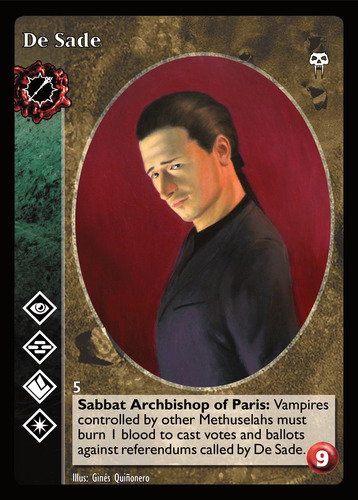 De Sade
5
Sabbat Archbishop of Paris: Vampires
controlled by other Methuselahs must
burn 1 blood to cast votes and ballots
against referendums called by De Sade.
9
Illus: Ginés Quiñonero